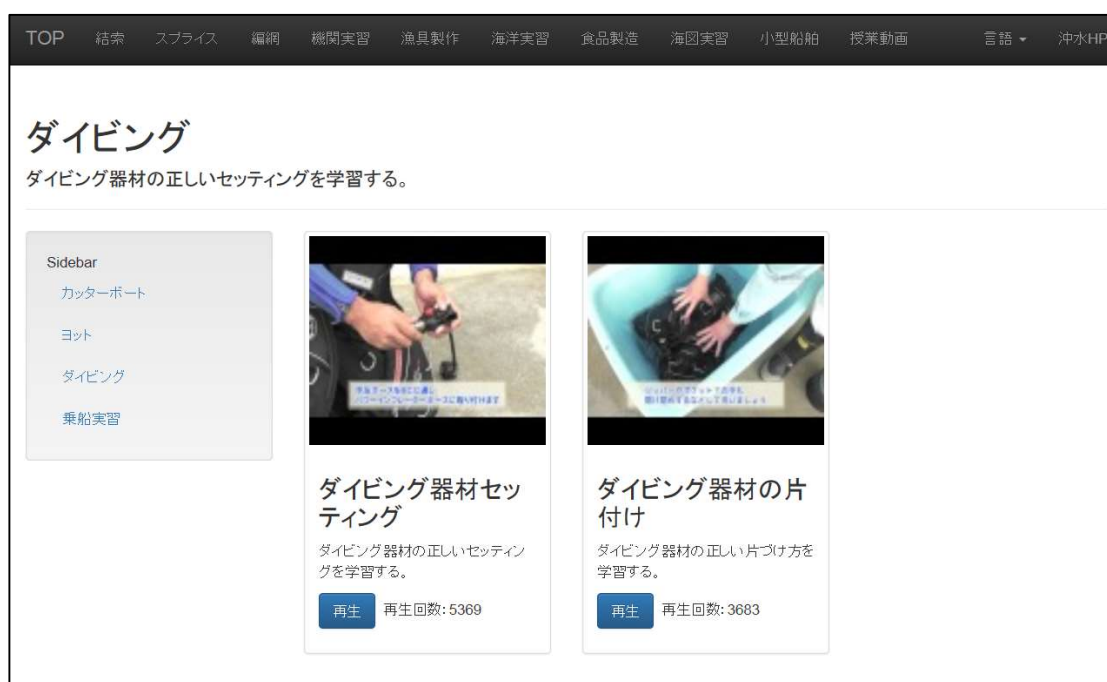 TOP 結索 スプライス 編網 機関実習 漁具製作 海洋実習 食品製造 海図実習 小型船舶 授業動画 言語 沖水HP
ダイビング
ダイビング器材の正しいセッティングを学習する。
Sidebar
カッターボート
ヨット
ダイビング
乗船実習
ダイビング器材セッ
ティング
ダイビング器材の正しいセッティン
グを学習する。
再生 再生回数: 5369
ダイビング器材の片
付け
ダイビング器材の正しい片づけ方を
学習する。
再生 再生回数: 3683